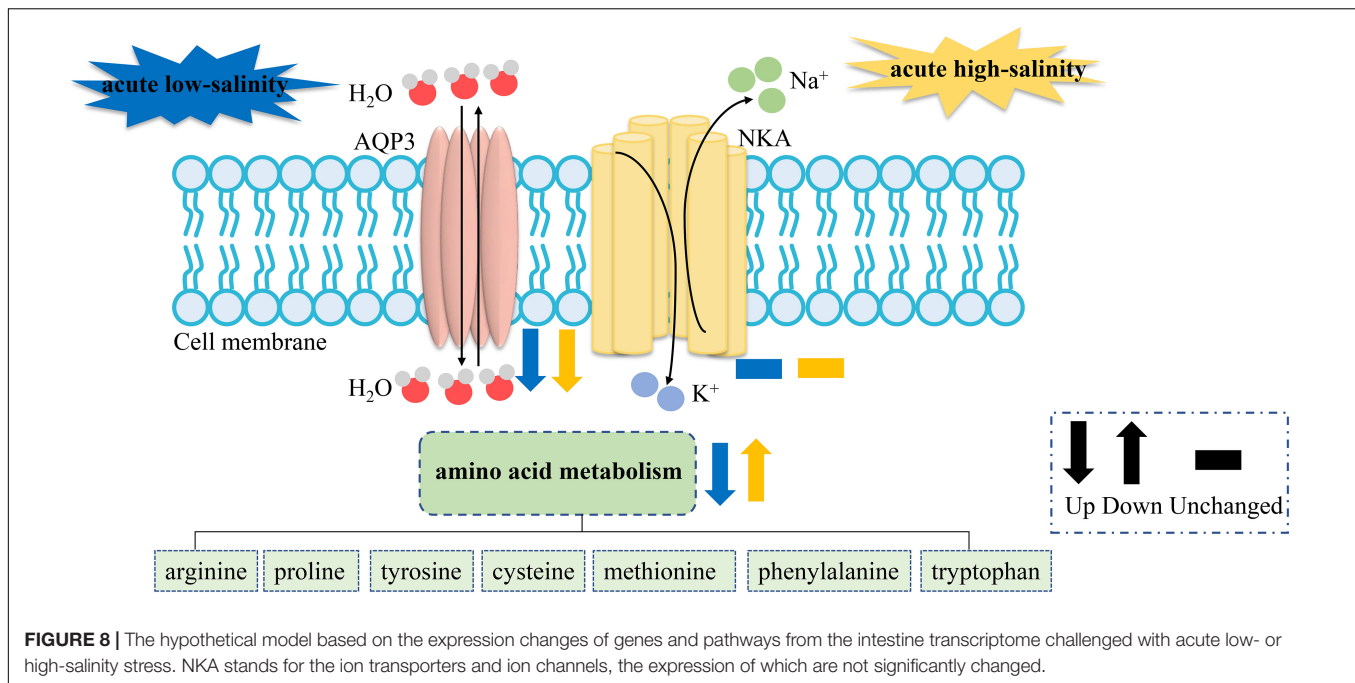 acute low-salinity
acute high-salinity
H₂O
Na⁺
AQP3
NKA
Cell membrane
H₂O
K⁺
amino acid metabolism
Up Down Unchanged
arginine proline tyrosine cysteine methionine phenylalanine tryptophan
FIGURE 8 | The hypothetical model based on the expression changes of genes and pathways from the intestine transcriptome challenged with acute low- or
high-salinity stress. NKA stands for the ion transporters and ion channels, the expression of which are not significantly changed.